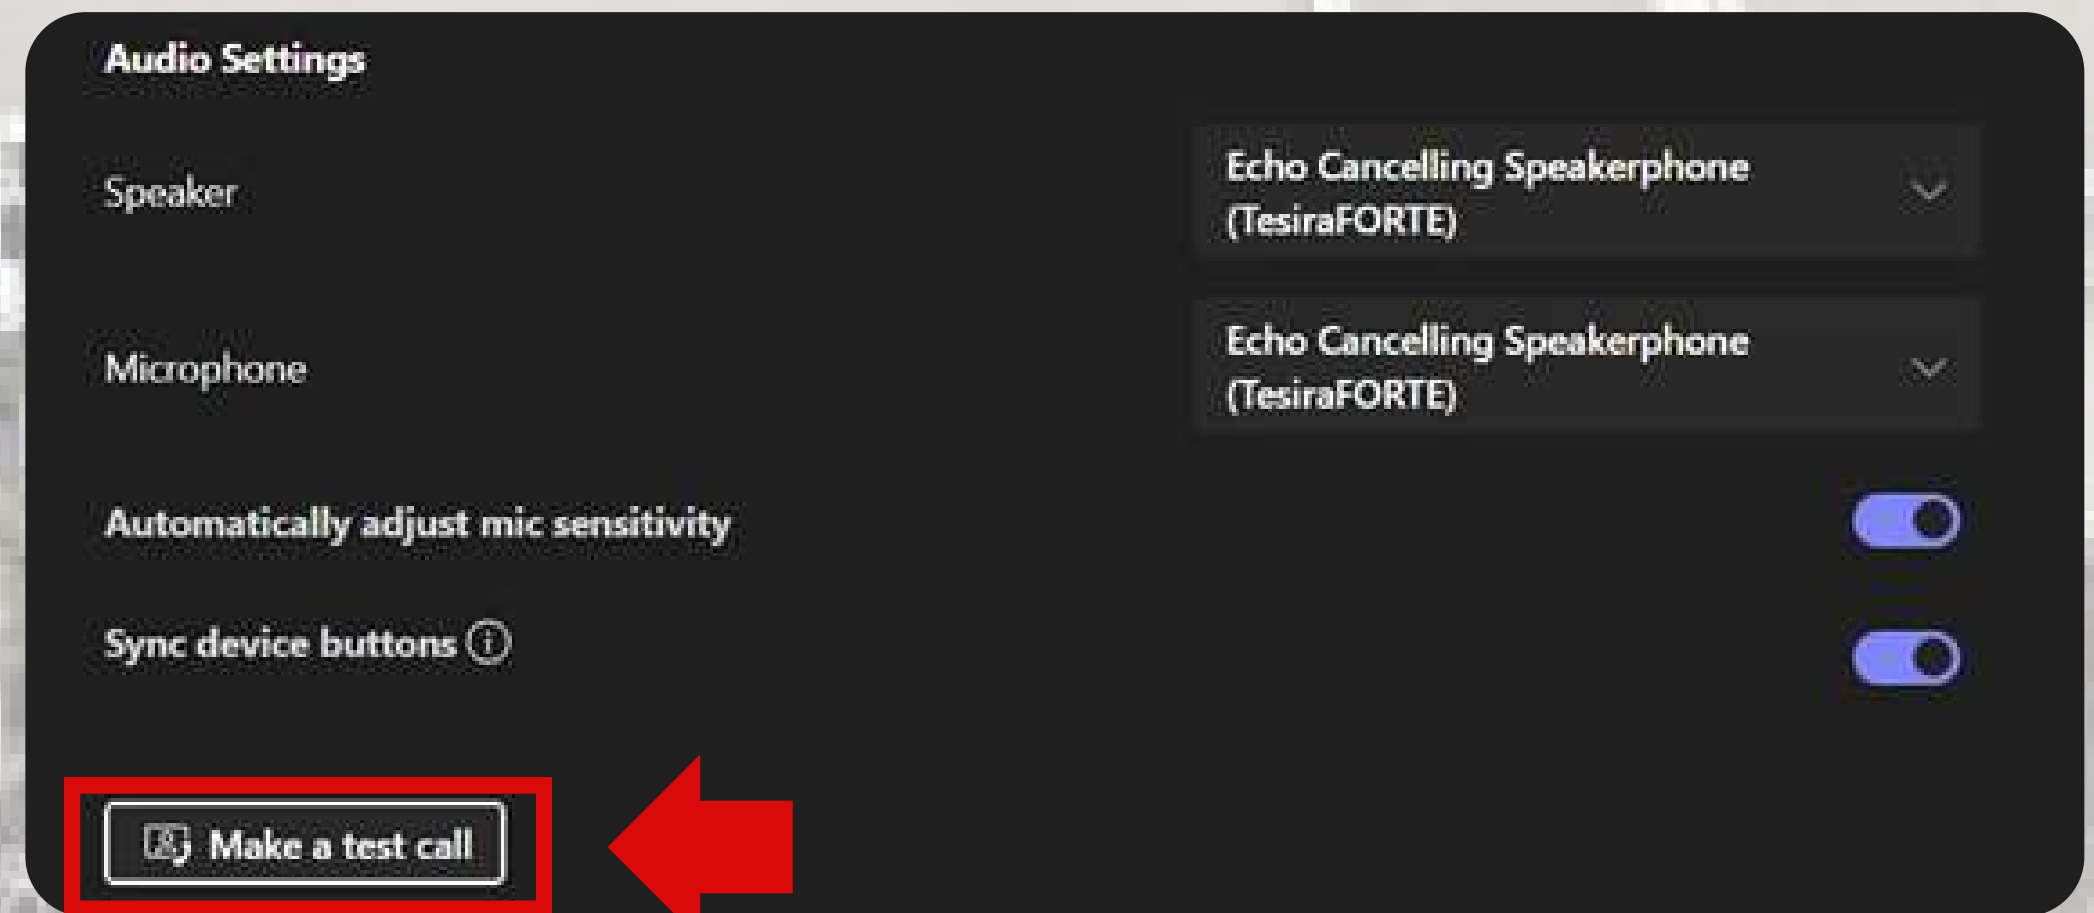 Audio Settings
Speaker
Echo Cancelling Speakerphone
(TesiraFORTE)
Microphone
Echo Cancelling Speakerphone
(TesiraFORTE)
Automatically adjust mic sensitivity
Sync device buttons
Make a test call